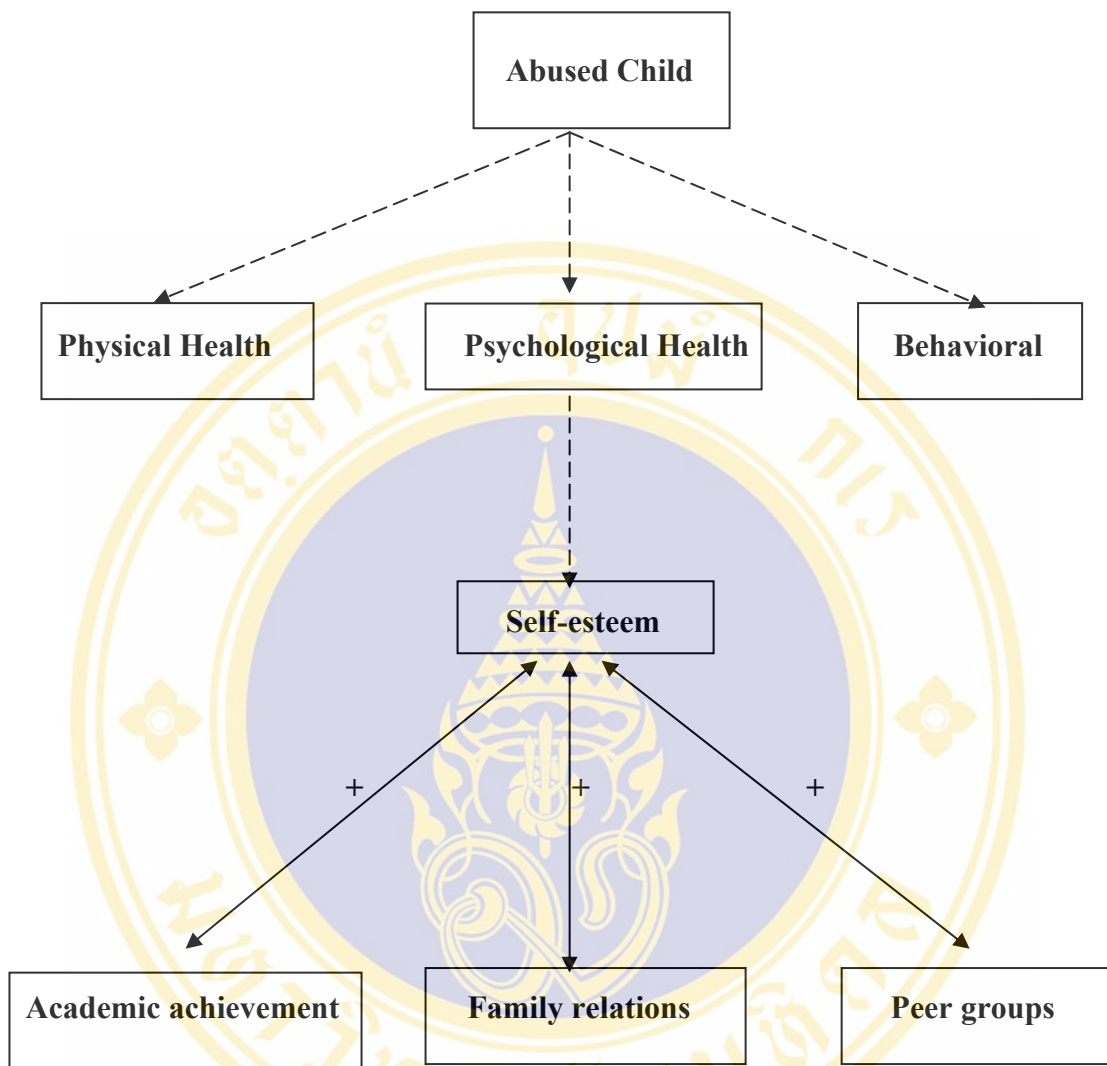 Abused Child
Physical Health
Psychological Health
Behavioral
Self-esteem
+
+
+
Academic achievement
Family relations
Peer groups